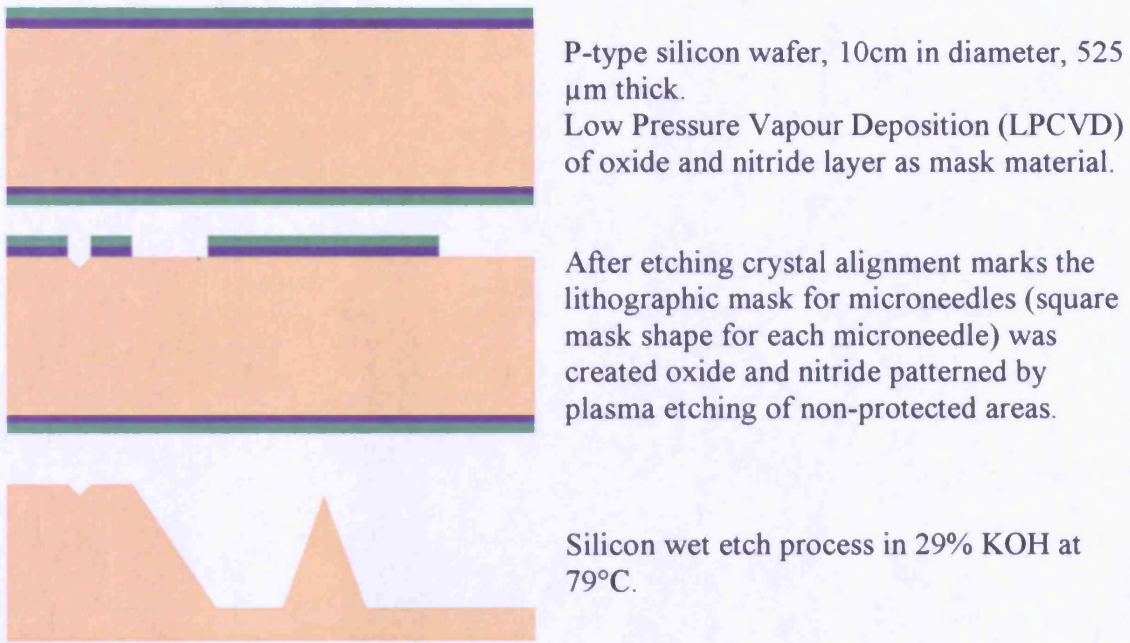 P-type silicon wafer, 10cm in diameter, 525
μm thick.
Low Pressure Vapour Deposition (LPCVD)
of oxide and nitride layer as mask material.
After etching crystal alignment marks the
lithographic mask for microneedles (square
mask shape for each microneedle) was
created oxide and nitride patterned by
plasma etching of non-protected areas.
Silicon wet etch process in 29% KOH at
79°C.